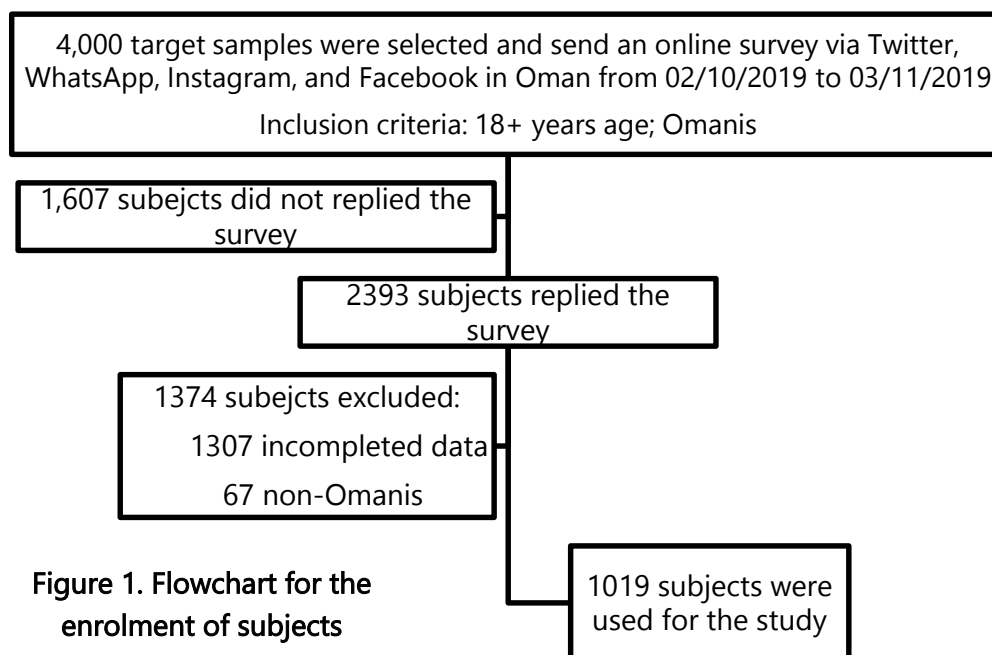 4,000 target samples were selected and send an online survey via Twitter,
WhatsApp, Instagram, and Facebook in Oman from 02/10/2019 to 03/11/2019
Inclusion criteria: 18+ years age; Omanis
1,607 subejcts did not replied the
survey
2393 subjects replied the
survey
1374 subejcts excluded:
1307 incompleted data
67 non-Omanis
1019 subjects were
used for the study
Figure 1. Flowchart for the
enrolment of subjects